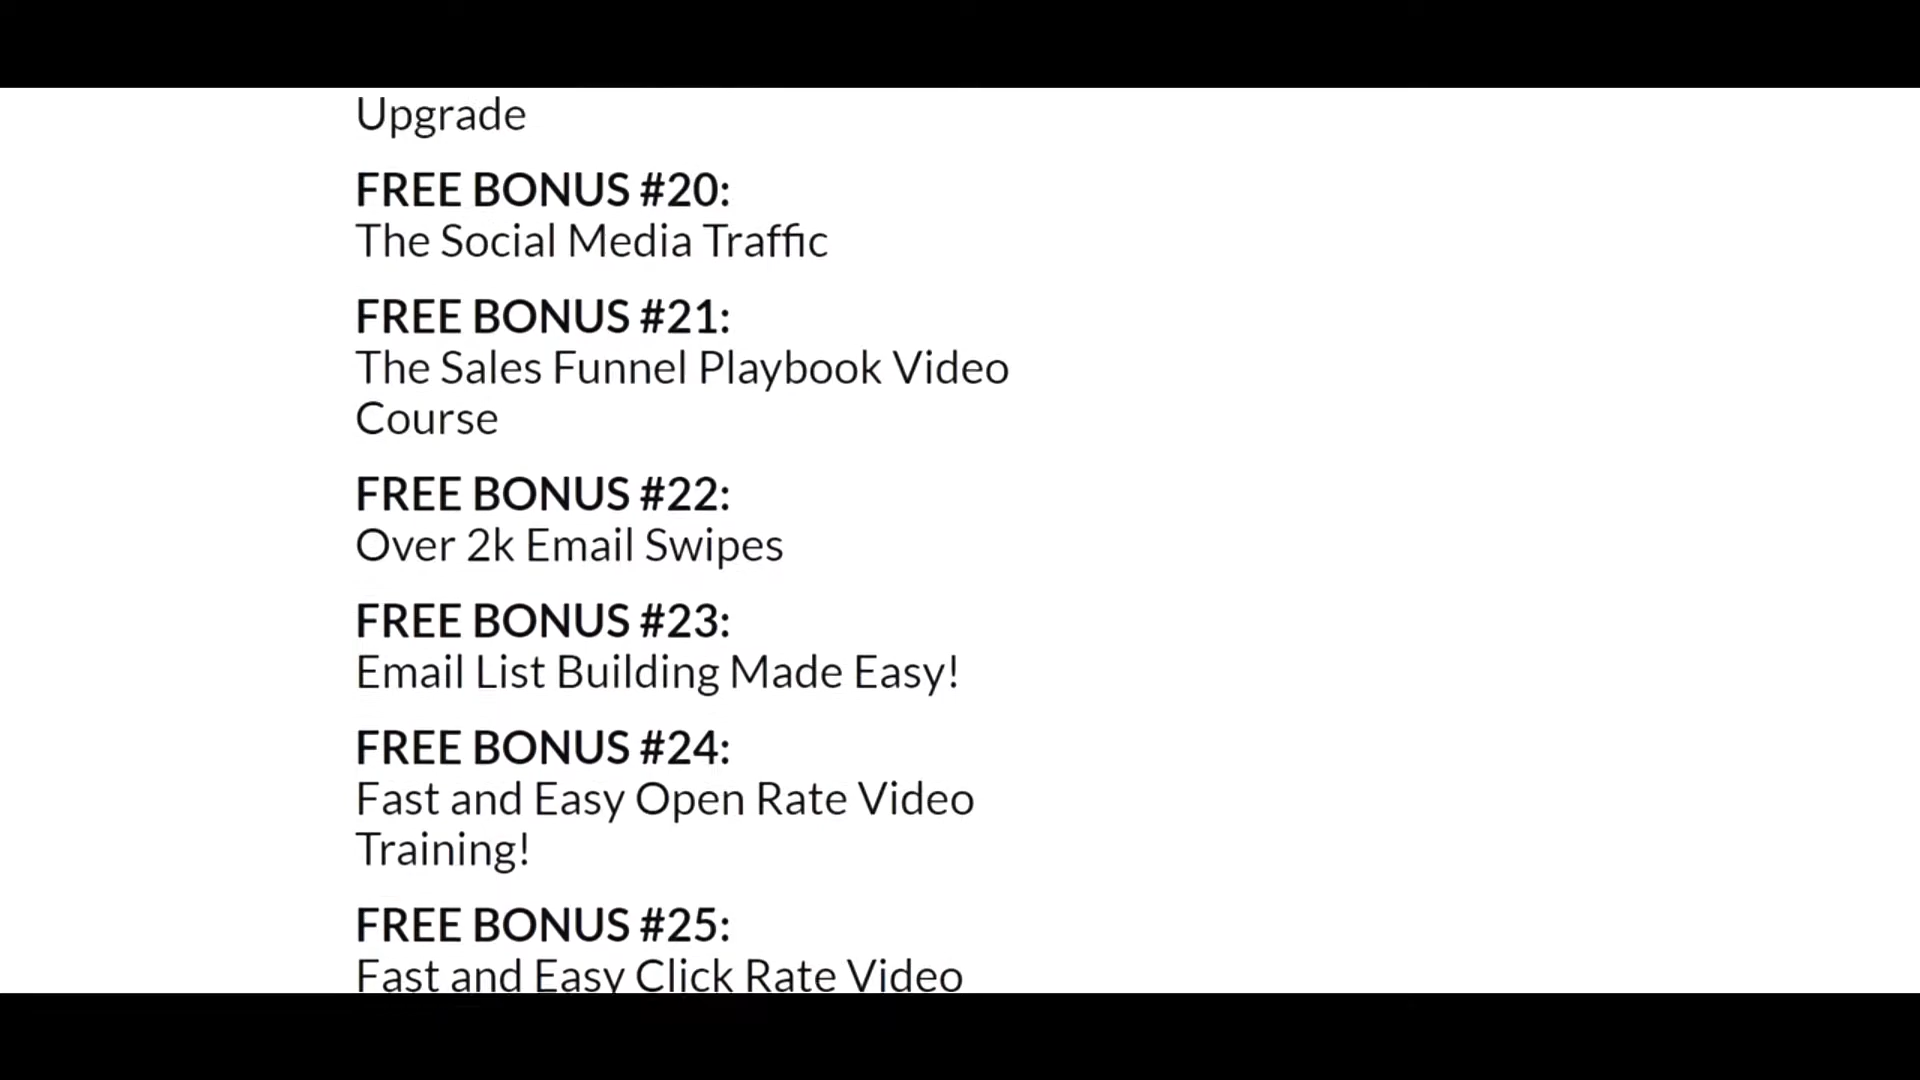 Upgrade
FREE BONUS #20:
The Social Media Traffic
FREE BONUS #21:
The Sales Funnel Playbook Video
Course
FREE BONUS #22:
Over 2k Email Swipes
FREE BONUS #23:
Email List Building Made Easy!
FREE BONUS #24:
Fast and Easy Open Rate Video
Training!
FREE BONUS #25:
Fast and Easy Click Rate Video